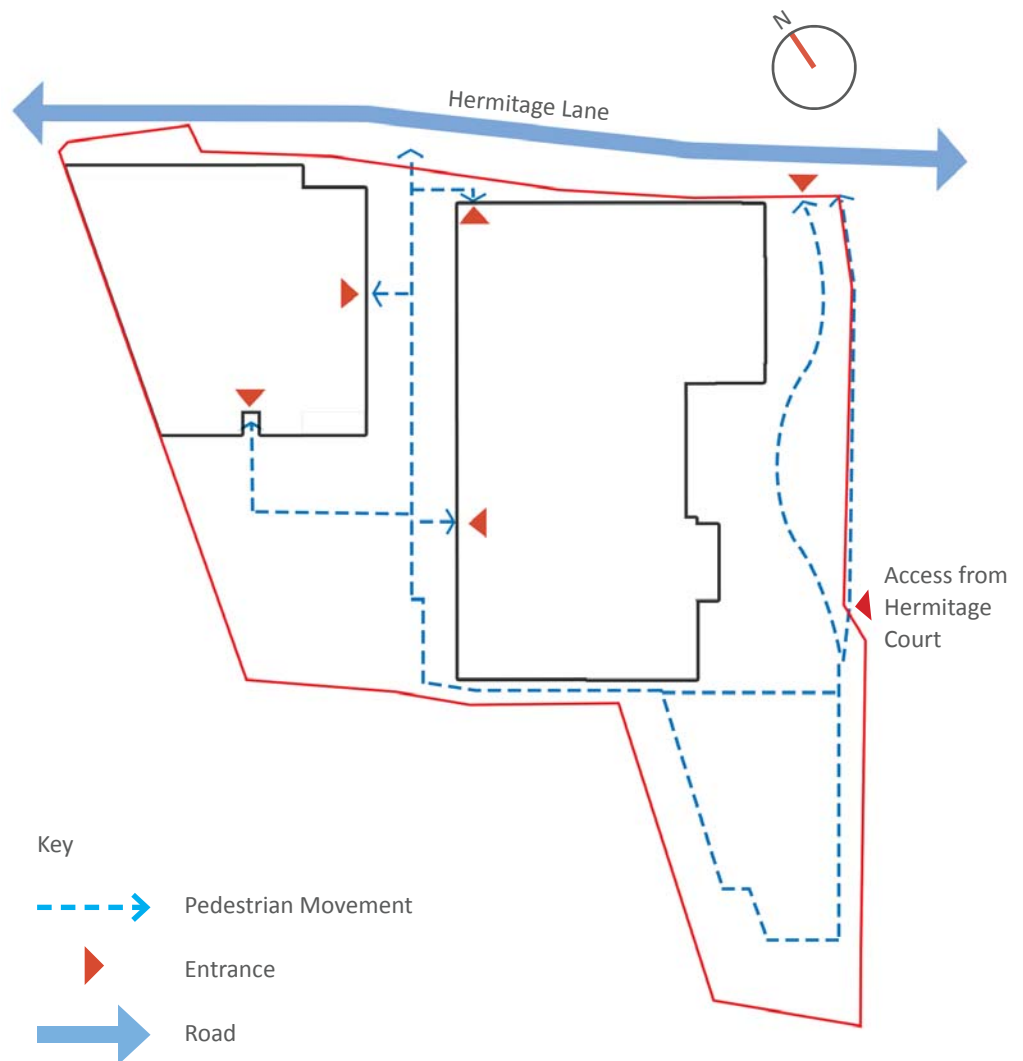 N
Hermitage Lane
Access from
Hermitage
Court
Key
Pedestrian Movement
Entrance
Road